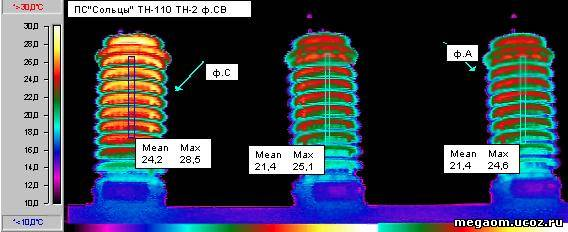 *>30,0°C
30,0
28,0
26,0
24,0
22,0
20,0
18,0
16,0
14,0
12,0
10,0
*<10,0°C
ПС"Сольцы" ТН-110 ТН-2 ф.СВ
ф.С
ф.А
Mean Max
24,2 28,5
Mean Max
21,4 25,1
Mean Max
21,4 24,6
megaom.ucoz.ru